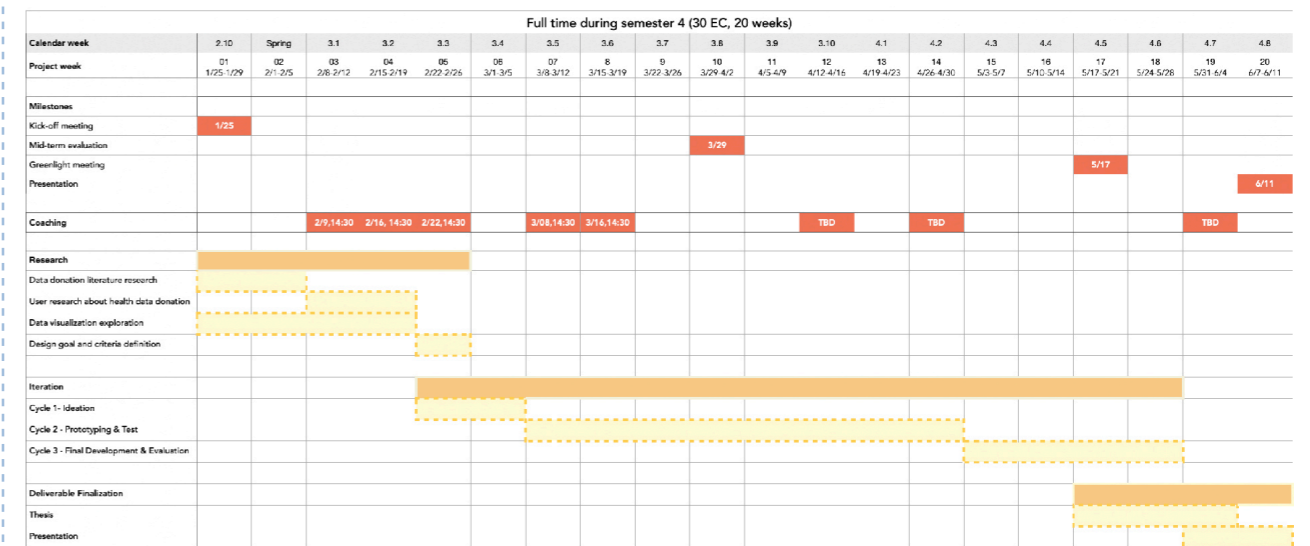 Full time during semester 4 (30 EC, 20 weeks)
Calendar week 2.10 Spring 3.1 3.2 3.3 3.4 3.5 3.6 3.7 3.8 3.9 3.10 4.1 4.2 4.3 4.4 4.5 4.6 4.7 4.8
Project week 01 02 03 04 05 06 07 8 9 10 11 12 13 14 15 16 17 18 19 20
1/25-1/29 2/1-2/5 2/8-2/12 2/15-2/19 2/22-2/26 3/1-3/5 3/8-3/12 3/15-3/19 3/22-3/26 3/29-4/2 4/5-4/9 4/12-4/16 4/19-4/23 4/26-4/30 5/3-5/7 5/10-5/14 5/17-5/21 5/24-5/28 5/31-6/4 6/7-6/11
Milestones
Kick-off meeting 1/25
Mid-term evaluation 3/29
Greenlight meeting 5/17
Presentation 6/11
Coaching 2/9,14:30 2/16, 14:30 2/22,14:30 3/08,14:30 3/16,14:30 TBD TBD TBD
Research
Data donation literature research
User research about health data donation
Data visualization exploration
Design goal and criteria definition
Iteration
Cycle 1- Ideation
Cycle 2 - Prototyping & Test
Cycle 3 - Final Development & Evaluation
Deliverable Finalization
Thesis
Presentation